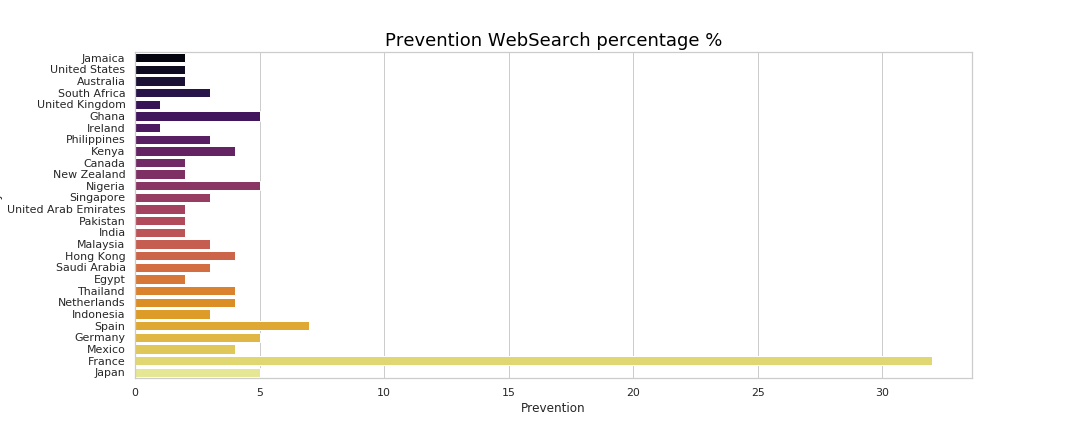 Prevention WebSearch percentage %
Jamaica
United States
Australia
South Africa
United Kingdom
Ghana
Ireland
Philippines
Kenya
Canada
New Zealand
Nigeria
Singapore
United Arab Emirates
Pakistan
India
Malaysia
Hong Kong
Saudi Arabia
Egypt
Thailand
Netherlands
Indonesia
Spain
Germany
Mexico
France
Japan
0 5 10 15 20 25 30
Prevention